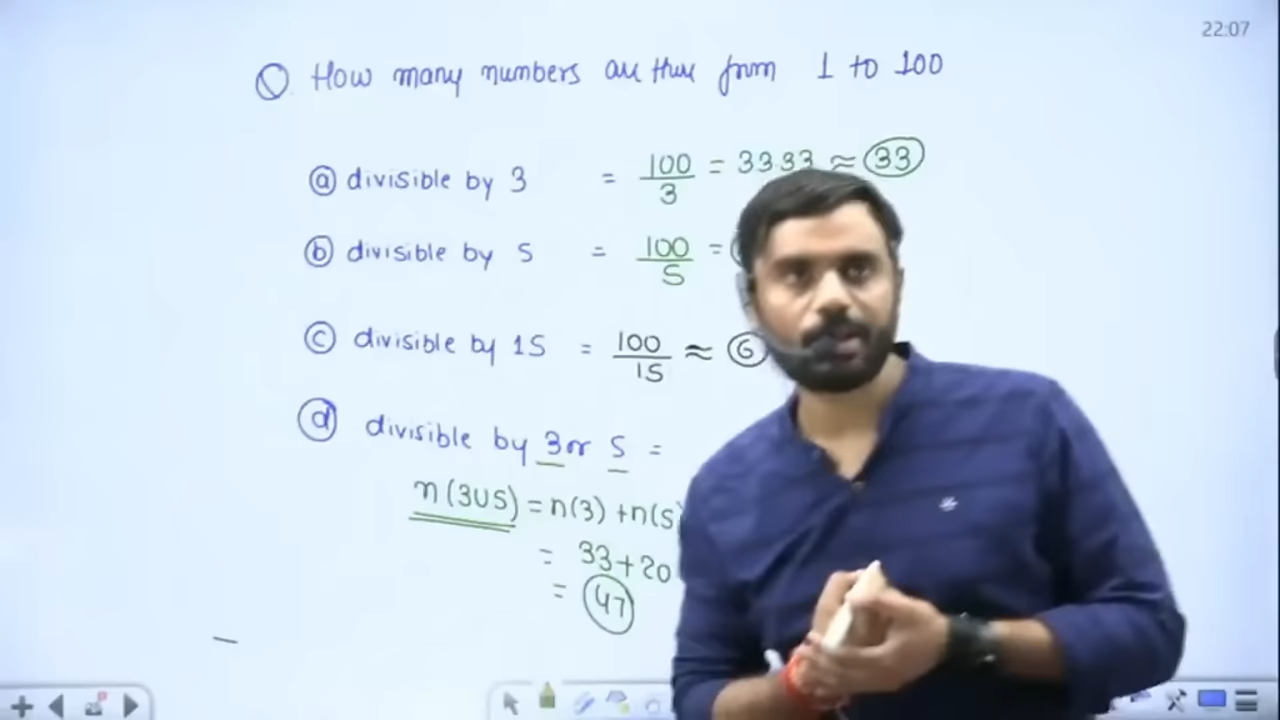 22:07
Q. How many numbers are there from 1 to 100
(a) divisible by 3 = 100/3 = 33.33 ≈ 33
(b) divisible by 5 = 100/5 =
(c) divisible by 15 = 100/15 ≈ 6
(d) divisible by 3 or 5 =
n(3∪5) = n(3) + n(5)
= 33+20
= 47